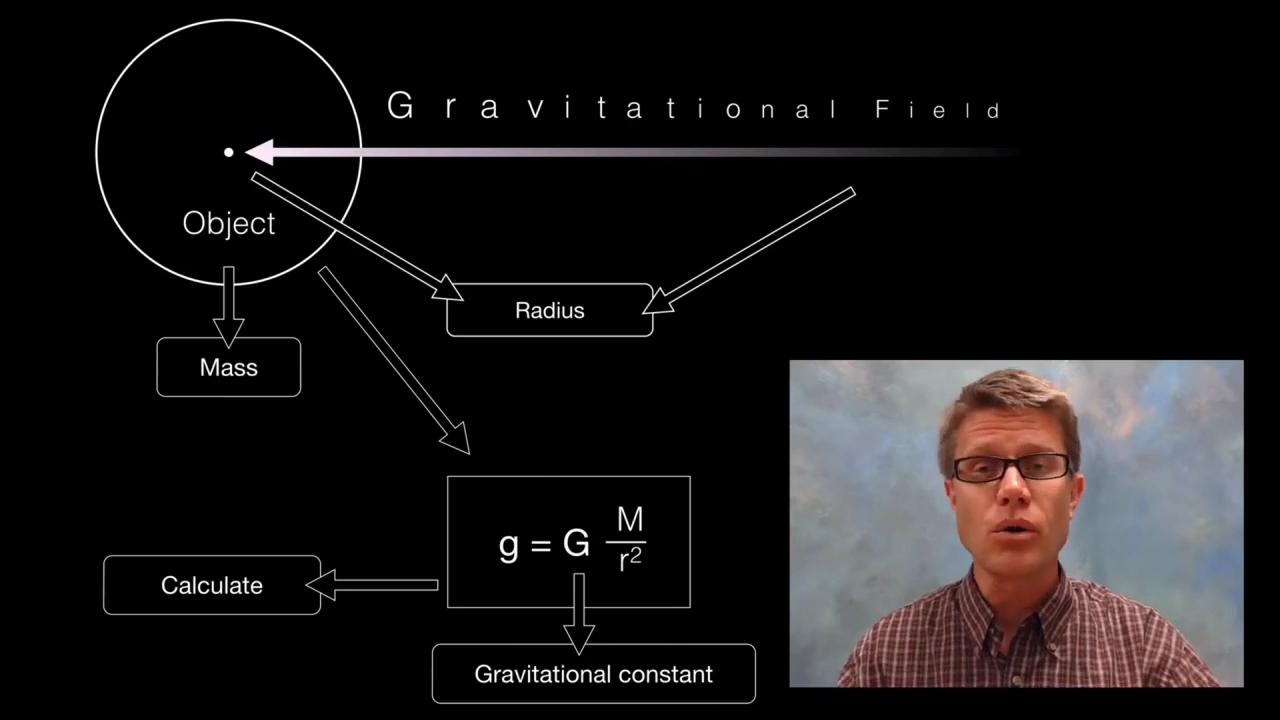 Gravitational Field
Object
Radius
Mass
g = G M/r²
Calculate
Gravitational constant